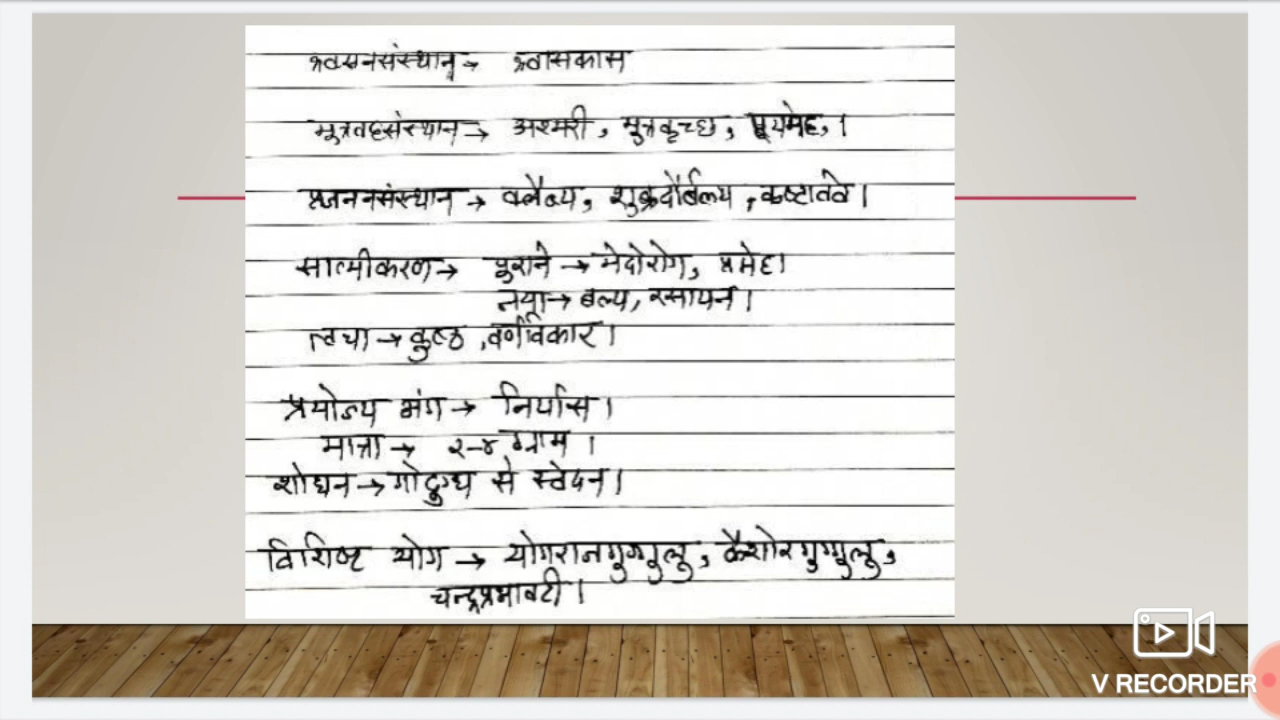 श्वसनसंस्थान → श्वासकास
मूत्रवहसंस्थान → अश्मरी, मूत्रकृच्छ, पूयमेह, ।
प्रजननसंस्थान → क्लैब्य, शुक्रदौर्बल्य, कष्टार्तव ।
सात्मीकरण → पुराने → मेदोरोग, प्रमेह।
नया → बल्य, रसायन ।
त्वचा → कुष्ठ, वर्णविकार ।
प्रयोज्य अंग → निर्यास ।
मात्रा → २-४ ग्राम ।
शोधन → गोदुग्ध से स्वेदन ।
विशिष्ट योग → योगराजगुग्गुलु, कैशोरगुग्गुलु,
चन्द्रप्रभावटी ।
V RECORDER